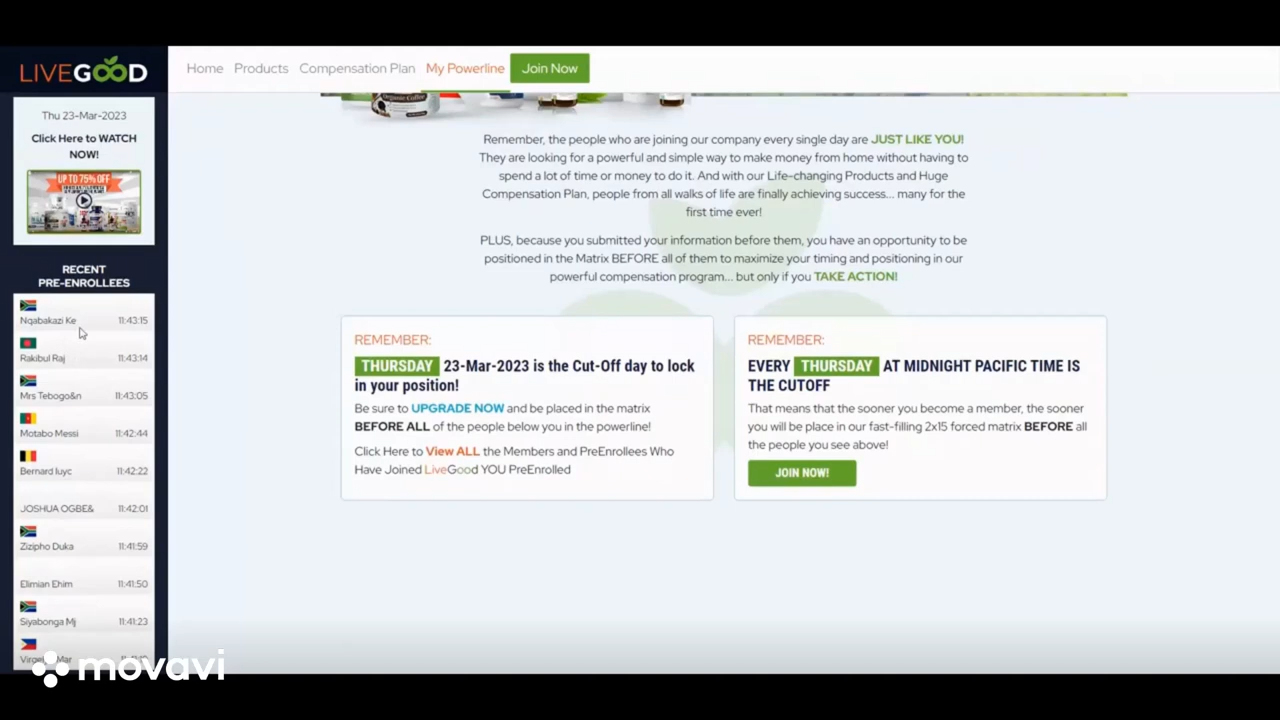 LIVEGOOD
Home Products Compensation Plan My Powerline Join Now
Thu 23-Mar-2023
Click Here to WATCH
NOW!
UP TO 75% OFF
RECENT
PRE-ENROLLEES
Nqabakazi Ke 11:43:15
Rakibul Raj 11:43:14
Mrs Tebogo&n 11:43:05
Motabo Messi 11:42:44
Bernard Iuyc 11:42:22
JOSHUA OGBE& 11:42:01
Zizipho Duka 11:41:59
Elimian Ehim 11:41:50
Siyabonga Mj 11:41:23
movavi
Remember, the people who are joining our company every single day are JUST LIKE YOU!
They are looking for a powerful and simple way to make money from home without having to
spend a lot of time or money to do it. And with our Life-changing Products and Huge
Compensation Plan, people from all walks of life are finally achieving success... many for the
first time ever!
PLUS, because you submitted your information before them, you have an opportunity to be
positioned in the Matrix BEFORE all of them to maximize your timing and positioning in our
powerful compensation program... but only if you TAKE ACTION!
REMEMBER:
THURSDAY 23-Mar-2023 is the Cut-Off day to lock
in your position!
Be sure to UPGRADE NOW and be placed in the matrix
BEFORE ALL of the people below you in the powerline!
Click Here to View ALL the Members and PreEnrollees Who
Have Joined LiveGood YOU PreEnrolled
REMEMBER:
EVERY THURSDAY AT MIDNIGHT PACIFIC TIME IS
THE CUTOFF
That means that the sooner you become a member, the sooner
you will be place in our fast-filling 2x15 forced matrix BEFORE all
the people you see above!
JOIN NOW!